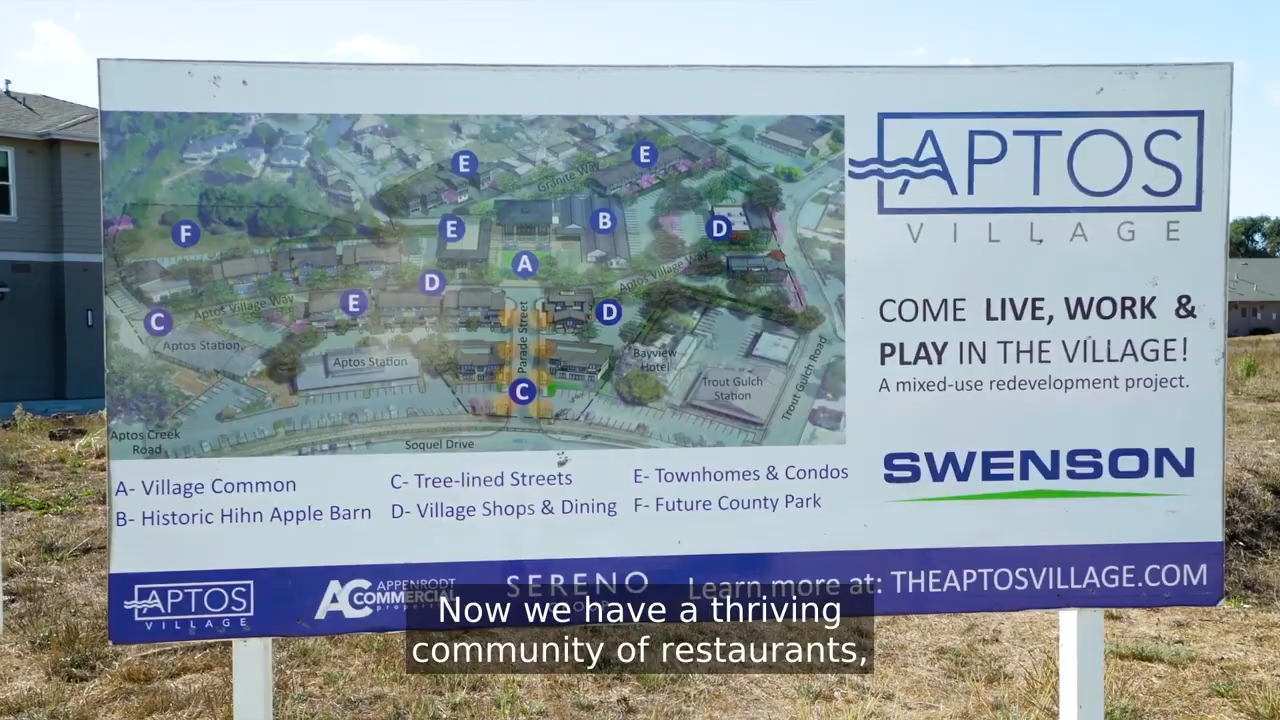 APTOS
VILLAGE
COME LIVE, WORK &
PLAY IN THE VILLAGE!
A mixed-use redevelopment project.
SWENSON
E
E
Granite Way
F
E
B
D
A
D
Aptos Village Way
Aptos Village Way
E
D
C
Parade Street
Aptos Station
Aptos Station
Bayview
Hotel
Trout Gulch
Station
Trout Gulch Road
C
Aptos Creek
Road
Soquel Drive
A- Village Common
B- Historic Hihn Apple Barn
C- Tree-lined Streets
D- Village Shops & Dining
E- Townhomes & Condos
F- Future County Park
APTOS
VILLAGE
AC APPENRODT
COMMERCIAL
properties
SERENO
Learn more at: THEAPTOSVILLAGE.COM
Now we have a thriving
community of restaurants,